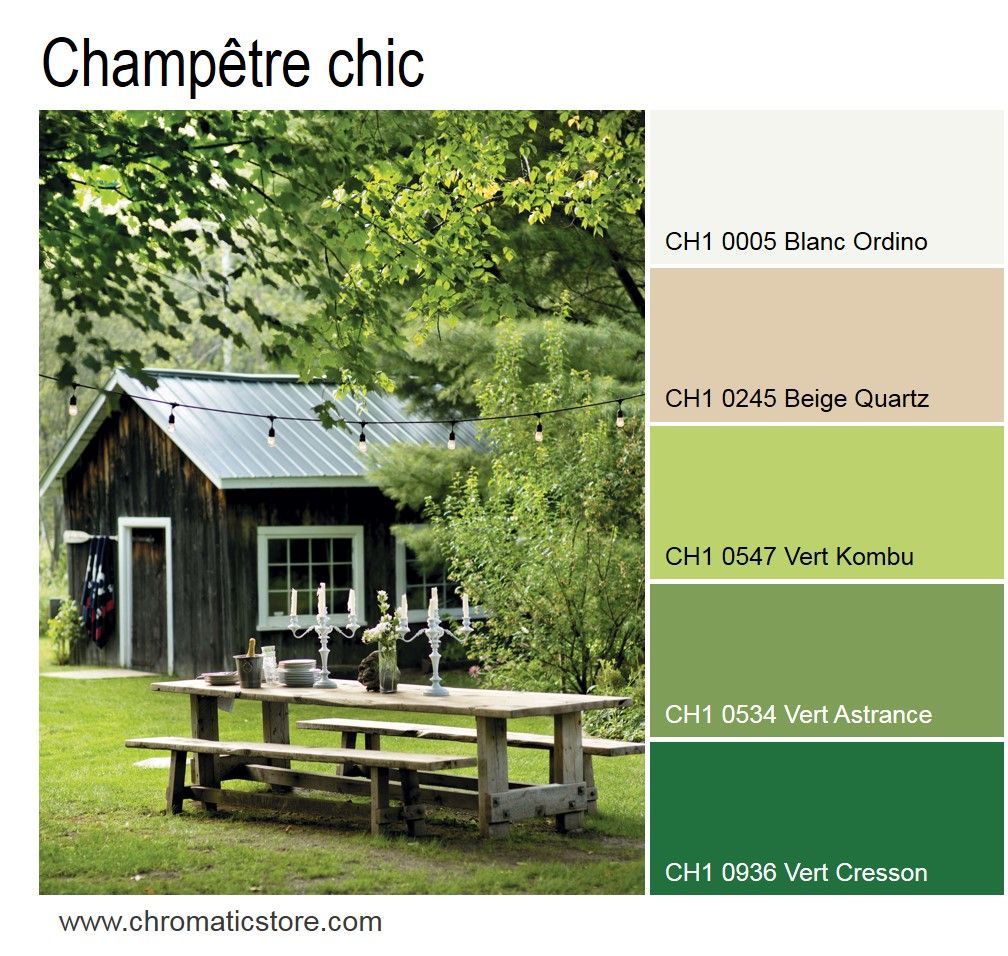 Champêtre chic
CH1 0005 Blanc Ordino
CH1 0245 Beige Quartz
CH1 0547 Vert Kombu
CH1 0534 Vert Astrance
CH1 0936 Vert Cresson
www.chromaticstore.com